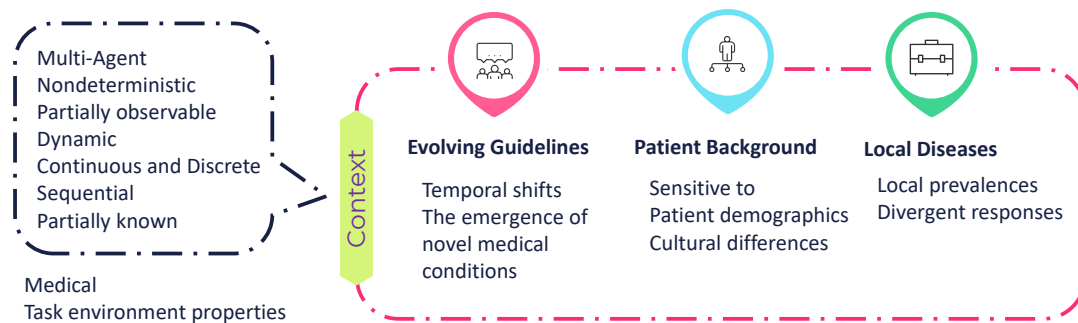 Multi-Agent
Nondeterministic
Partially observable
Dynamic
Continuous and Discrete
Sequential
Partially known
Medical
Task environment properties
Context
Evolving Guidelines
Temporal shifts
The emergence of
novel medical
conditions
Patient Background
Sensitive to
Patient demographics
Cultural differences
Local Diseases
Local prevalences
Divergent responses